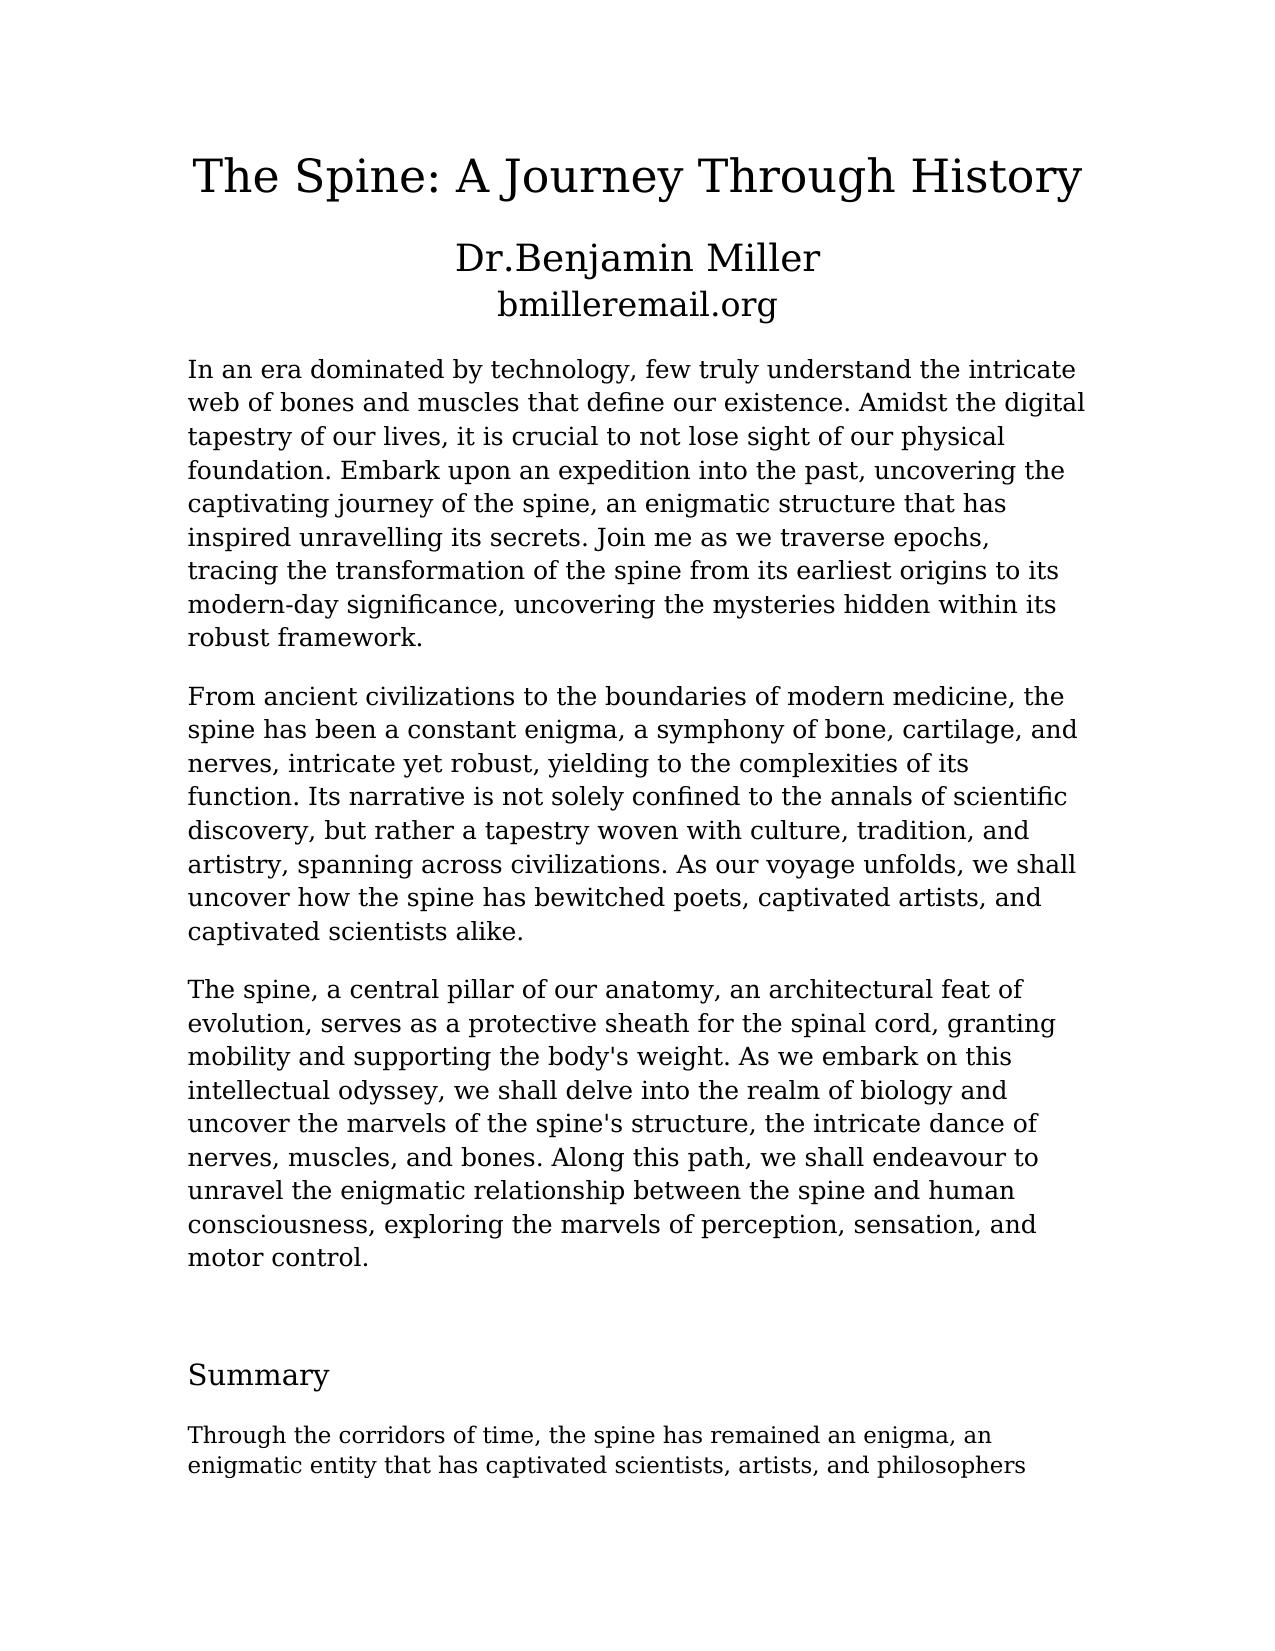 The Spine: A Journey Through History
Dr.Benjamin Miller
bmilleremail.org
In an era dominated by technology, few truly understand the intricate
web of bones and muscles that define our existence. Amidst the digital
tapestry of our lives, it is crucial to not lose sight of our physical
foundation. Embark upon an expedition into the past, uncovering the
captivating journey of the spine, an enigmatic structure that has
inspired unravelling its secrets. Join me as we traverse epochs,
tracing the transformation of the spine from its earliest origins to its
modern-day significance, uncovering the mysteries hidden within its
robust framework.
From ancient civilizations to the boundaries of modern medicine, the
spine has been a constant enigma, a symphony of bone, cartilage, and
nerves, intricate yet robust, yielding to the complexities of its
function. Its narrative is not solely confined to the annals of scientific
discovery, but rather a tapestry woven with culture, tradition, and
artistry, spanning across civilizations. As our voyage unfolds, we shall
uncover how the spine has bewitched poets, captivated artists, and
captivated scientists alike.
The spine, a central pillar of our anatomy, an architectural feat of
evolution, serves as a protective sheath for the spinal cord, granting
mobility and supporting the body's weight. As we embark on this
intellectual odyssey, we shall delve into the realm of biology and
uncover the marvels of the spine's structure, the intricate dance of
nerves, muscles, and bones. Along this path, we shall endeavour to
unravel the enigmatic relationship between the spine and human
consciousness, exploring the marvels of perception, sensation, and
motor control.
Summary
Through the corridors of time, the spine has remained an enigma, an
enigmatic entity that has captivated scientists, artists, and philosophers